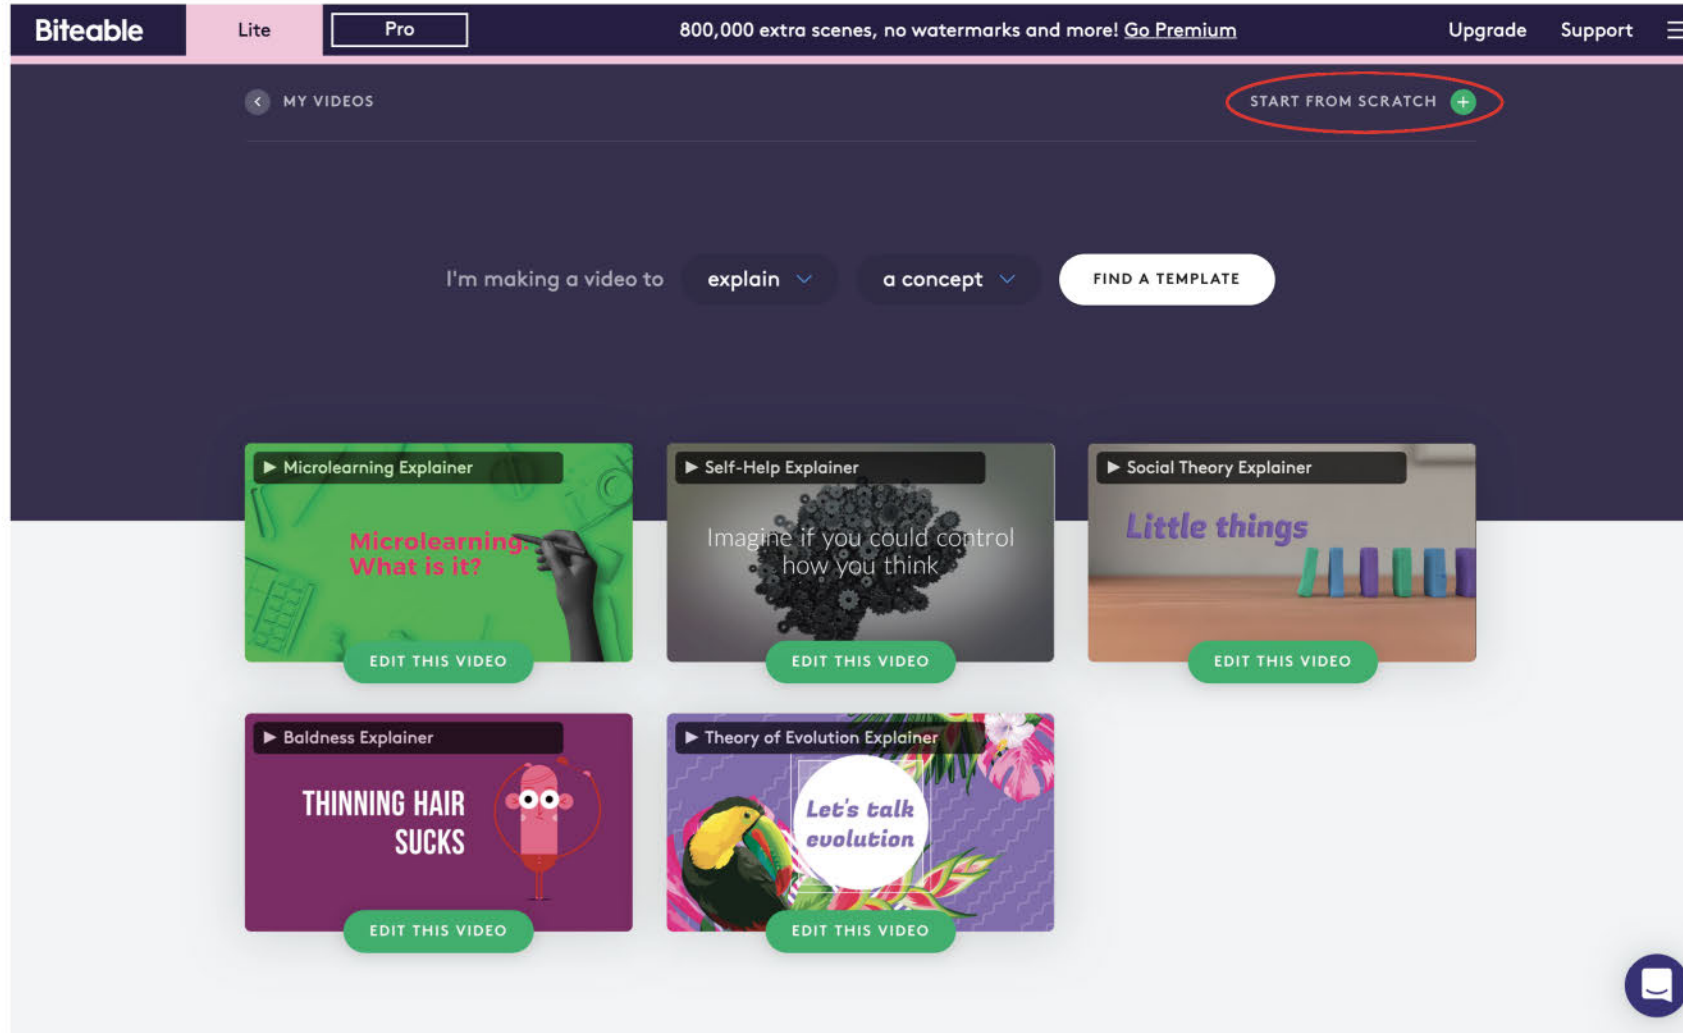 Biteable
Lite
Pro
800,000 extra scenes, no watermarks and more! Go Premium
Upgrade
Support
MY VIDEOS
START FROM SCRATCH
I'm making a video to
explain
a concept
FIND A TEMPLATE
Microlearning Explainer
Microlearning.
What is it?
EDIT THIS VIDEO
Self-Help Explainer
Imagine if you could control
how you think
EDIT THIS VIDEO
Social Theory Explainer
Little things
EDIT THIS VIDEO
Baldness Explainer
THINNING HAIR
SUCKS
EDIT THIS VIDEO
Theory of Evolution Explainer
Let's talk
evolution
EDIT THIS VIDEO